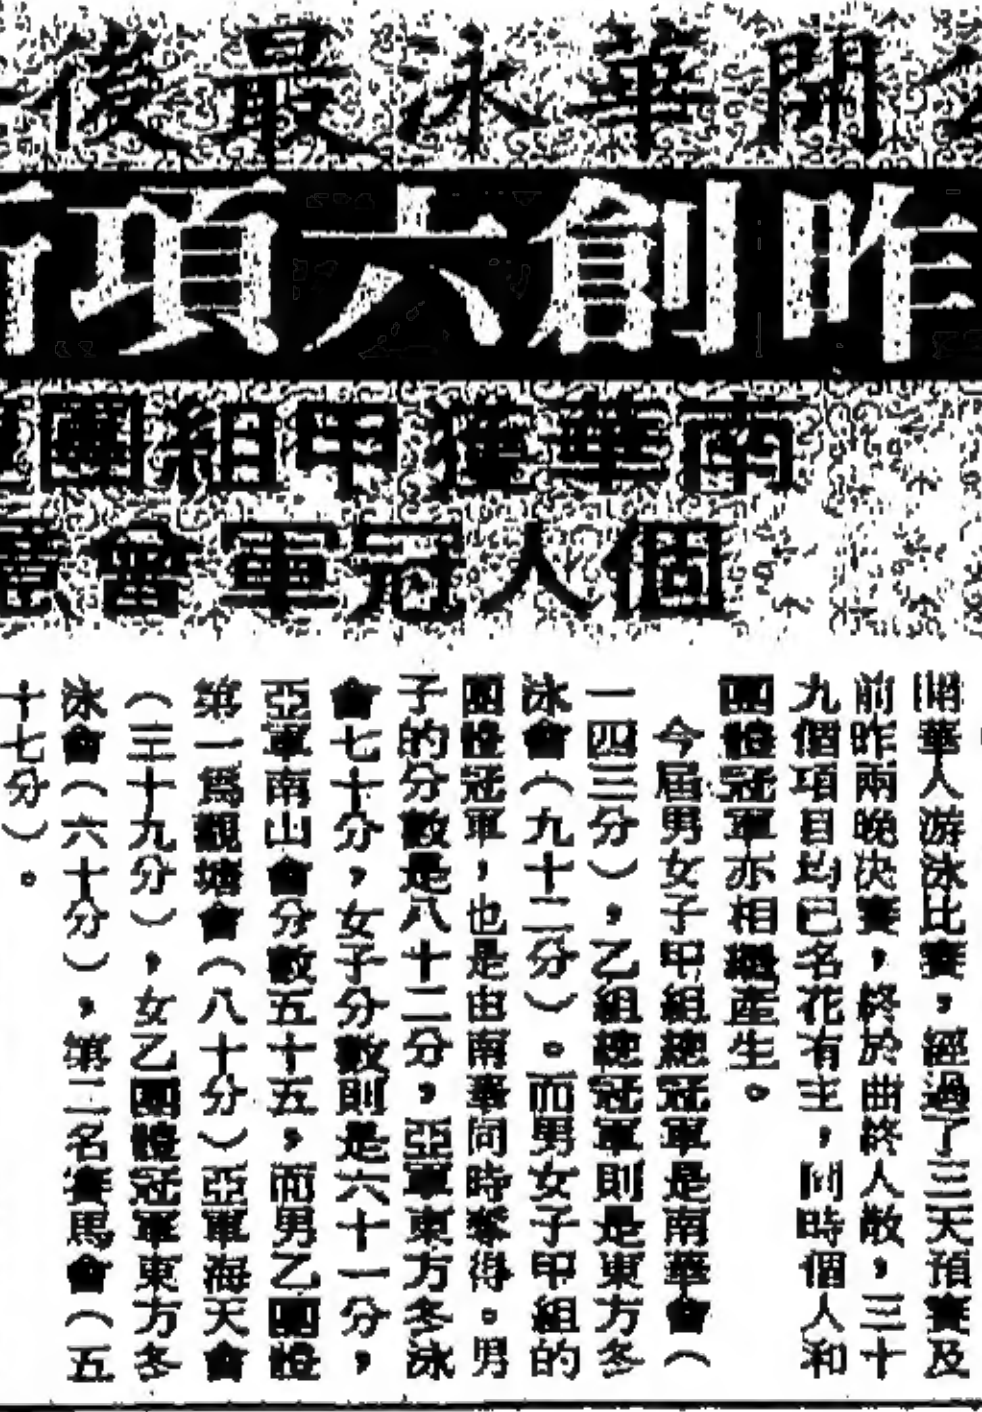 開華泳最後
昨創六項
南華獲甲組團
個人冠軍會
開華人游泳比賽，經過了三天預賽及
前昨兩晚决賽，終於曲終人散，三十
九個項目均已名花有主，同時個人和
團體冠軍亦相繼產生。
今屆男女子甲組總冠軍是南華會（
一四三分），乙組總冠軍則是東方冬
泳會（九十二分）。而男女子甲組的
團體冠軍，也是由南華同時奪得。男
子的分數是八十二分，亞軍東方冬泳
會七十分，女子分數則是六十一分，
亞軍南山會分數五十五，而男乙團體
第一爲觀塘會（八十分）亞軍海天會
（三十九分），女乙團體冠軍東方冬
泳會（六十分），第二名賽馬會（五
十七分）。